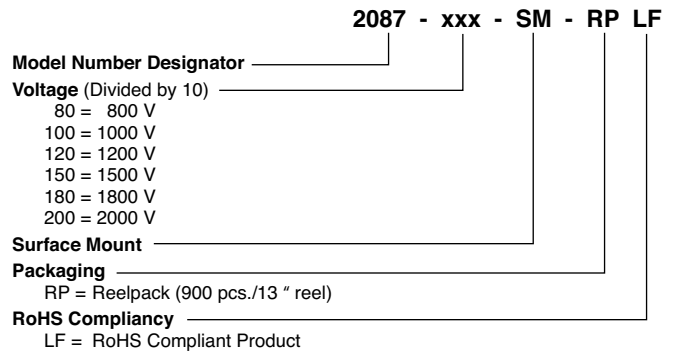 2087 - xxx - SM - RP LF
Model Number Designator
Voltage (Divided by 10)
80 = 800 V
100 = 1000 V
120 = 1200 V
150 = 1500 V
180 = 1800 V
200 = 2000 V
Surface Mount
Packaging
RP = Reelpack (900 pcs./13 “ reel)
RoHS Compliancy
LF = RoHS Compliant Product